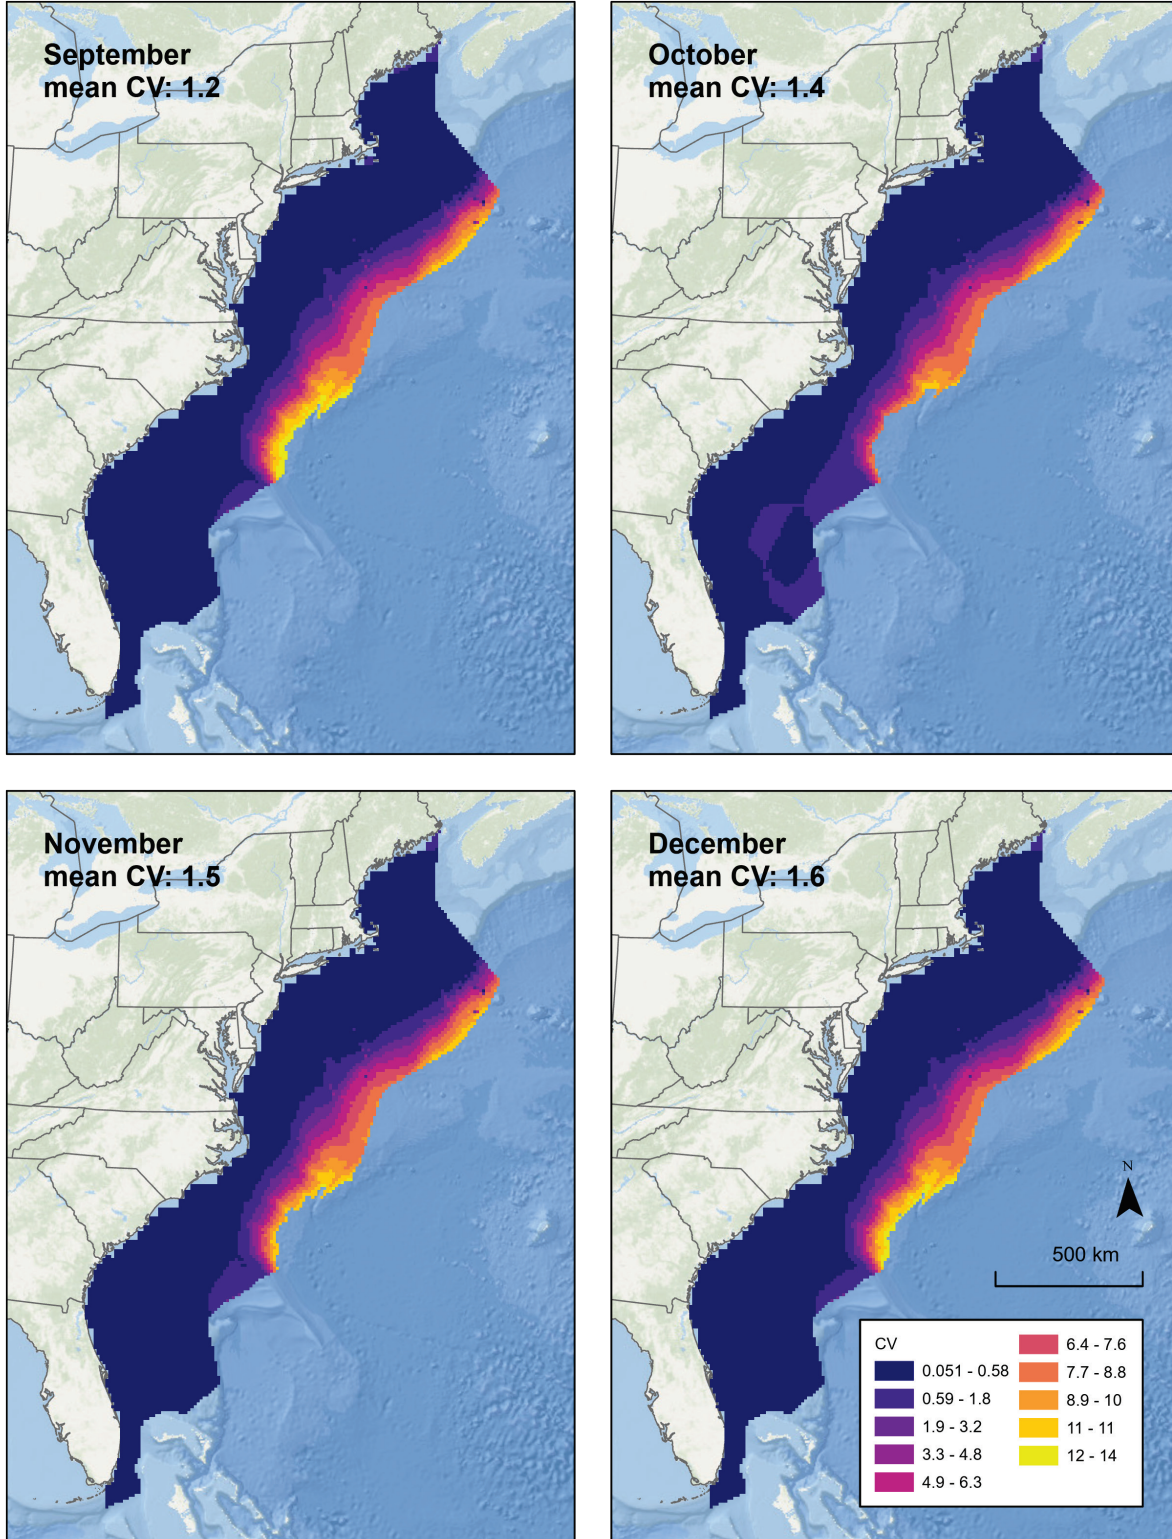 September
mean CV: 1.2
October
mean CV: 1.4
November
mean CV: 1.5
December
mean CV: 1.6
N
500 km
CV
0.051 - 0.58
0.59 - 1.8
1.9 - 3.2
3.3 - 4.8
4.9 - 6.3
6.4 - 7.6
7.7 - 8.8
8.9 - 10
11 - 11
12 - 14